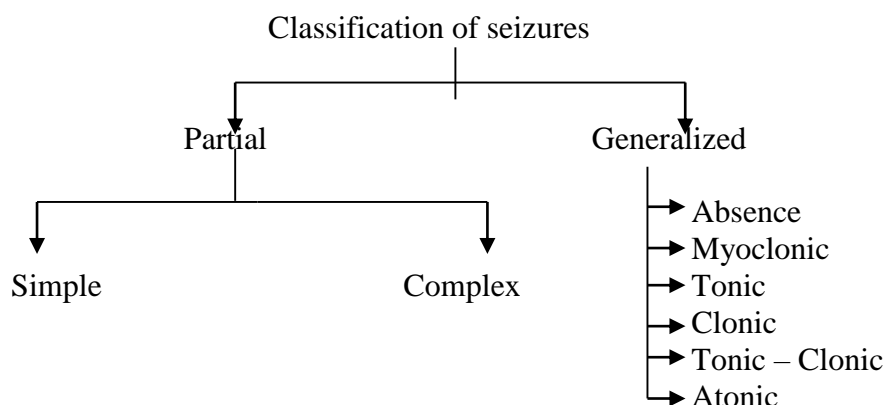 Classification of seizures
Partial
Generalized
Simple
Complex
Absence
Myoclonic
Tonic
Clonic
Tonic – Clonic
Atonic